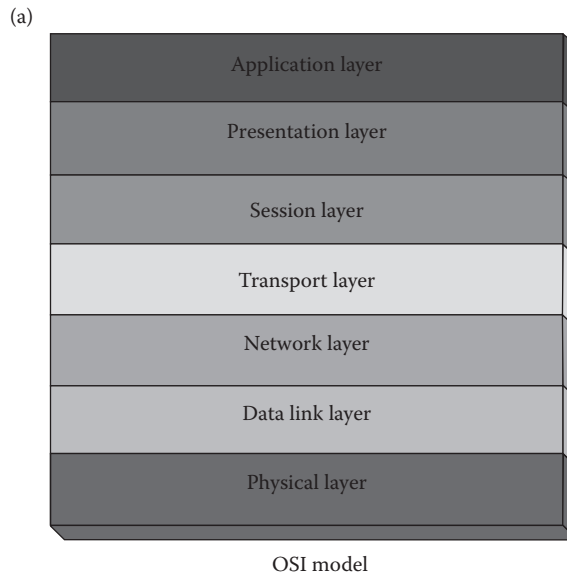 (a)
Application layer
Presentation layer
Session layer
Transport layer
Network layer
Data link layer
Physical layer
OSI model